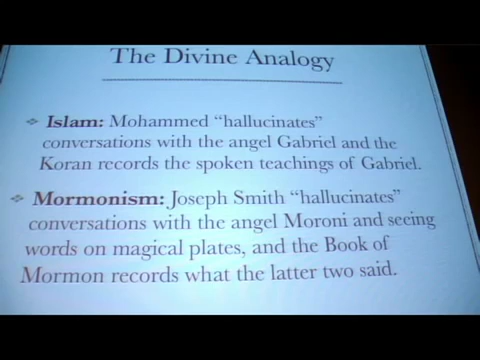 The Divine Analogy
Islam: Mohammed "hallucinates"
conversations with the angel Gabriel and the
Koran records the spoken teachings of Gabriel.
Mormonism: Joseph Smith "hallucinates"
conversations with the angel Moroni and seeing
words on magical plates, and the Book of
Mormon records what the latter two said.